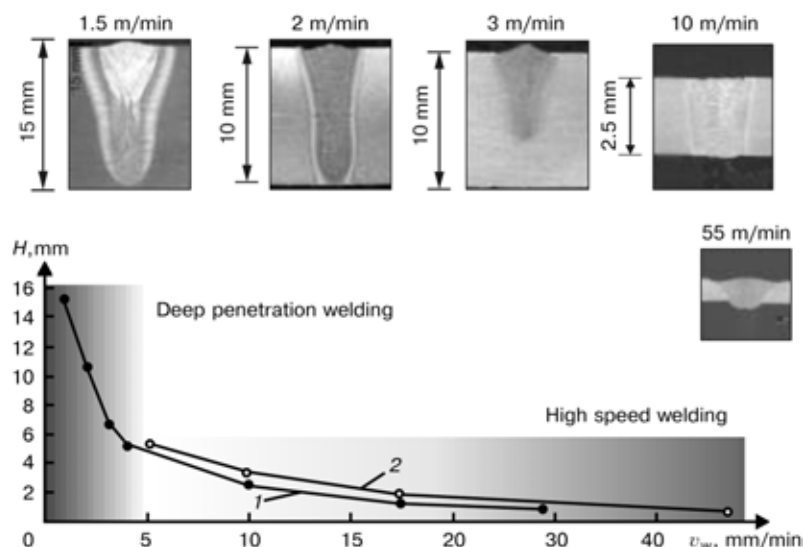 1.5 m/min
2 m/min
3 m/min
10 m/min
15 mm
10 mm
10 mm
2.5 mm
55 m/min
H, mm
16
14
12
10
8
6
4
2
0
Deep penetration welding
High speed welding
1
2
5
10
15
20
30
40
v_w, mm/min